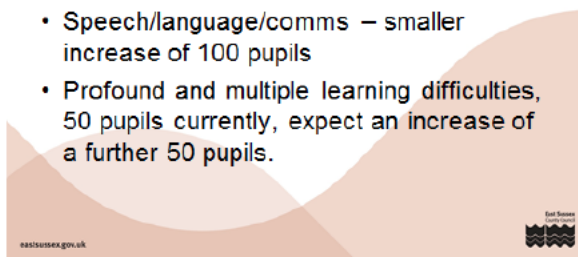 • Speech/language/comms – smaller
increase of 100 pupils
• Profound and multiple learning difficulties,
50 pupils currently, expect an increase of
a further 50 pupils.
East Sussex
County Council
eastsussex.gov.uk